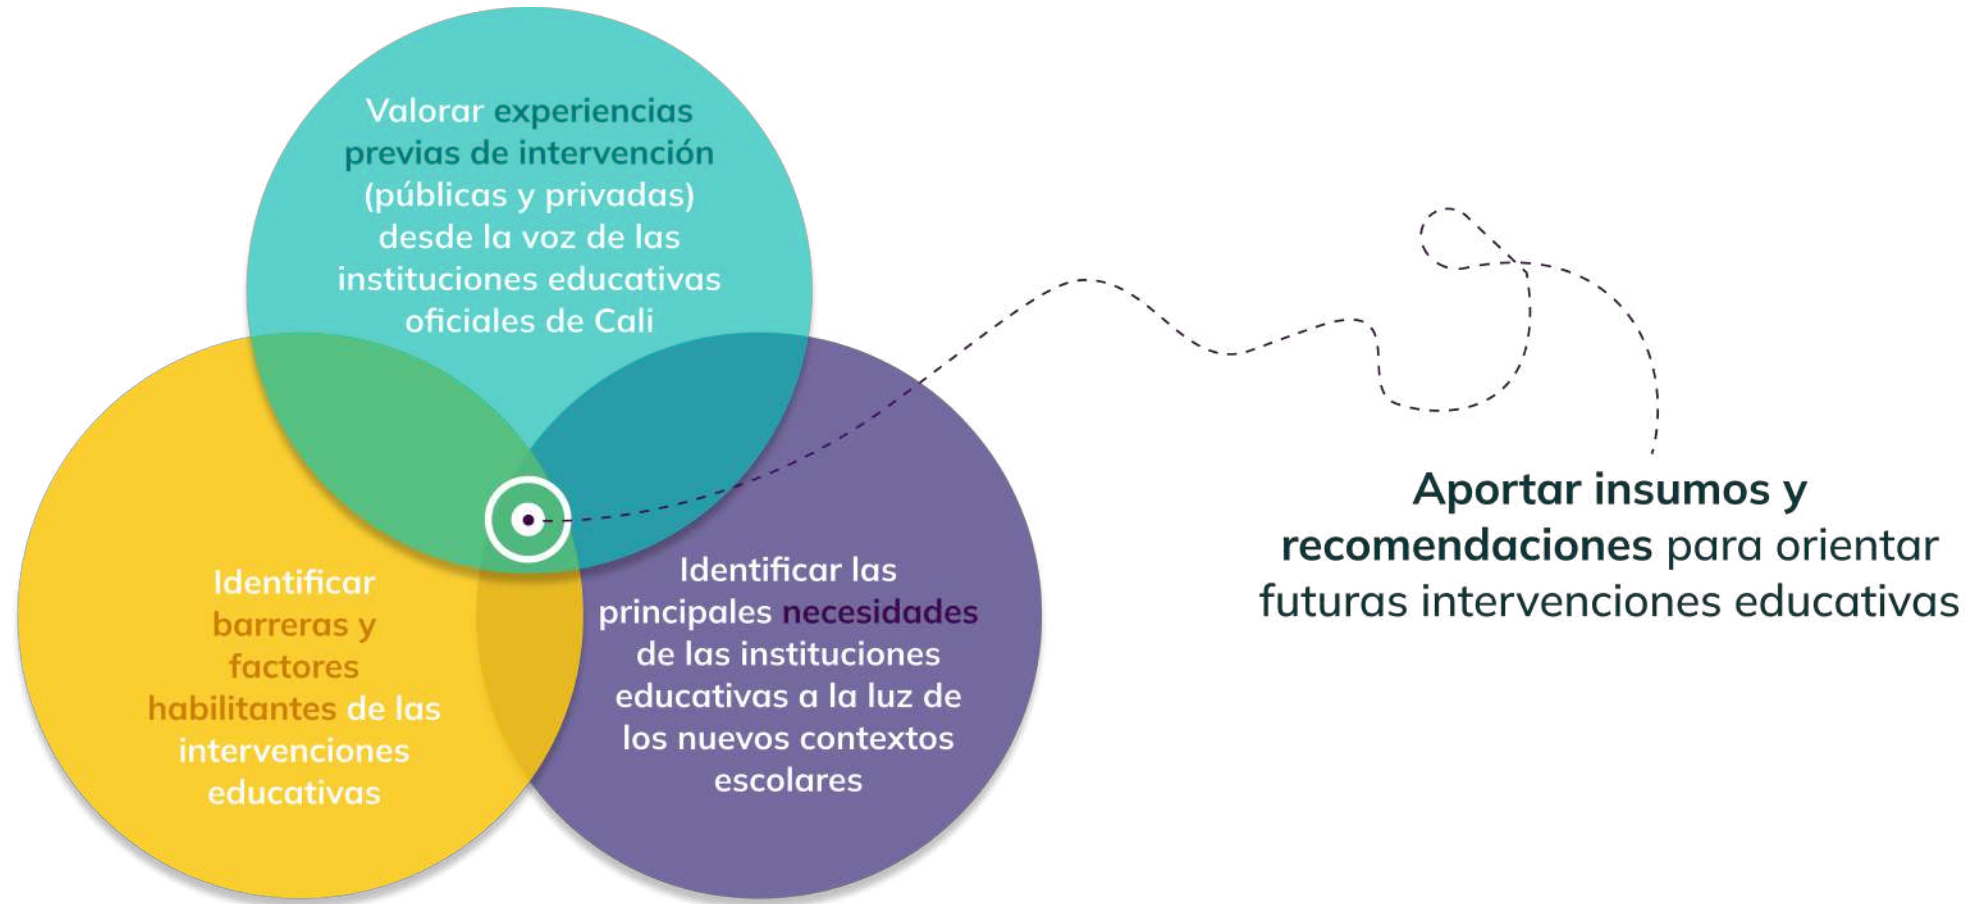 Valorar experiencias
previas de intervención
(públicas y privadas)
desde la voz de las
instituciones educativas
oficiales de Cali
Identificar
barreras y
factores
habilitantes de las
intervenciones
educativas
Identificar las
principales necesidades
de las instituciones
educativas a la luz de
los nuevos contextos
escolares
Aportar insumos y
recomendaciones para orientar
futuras intervenciones educativas